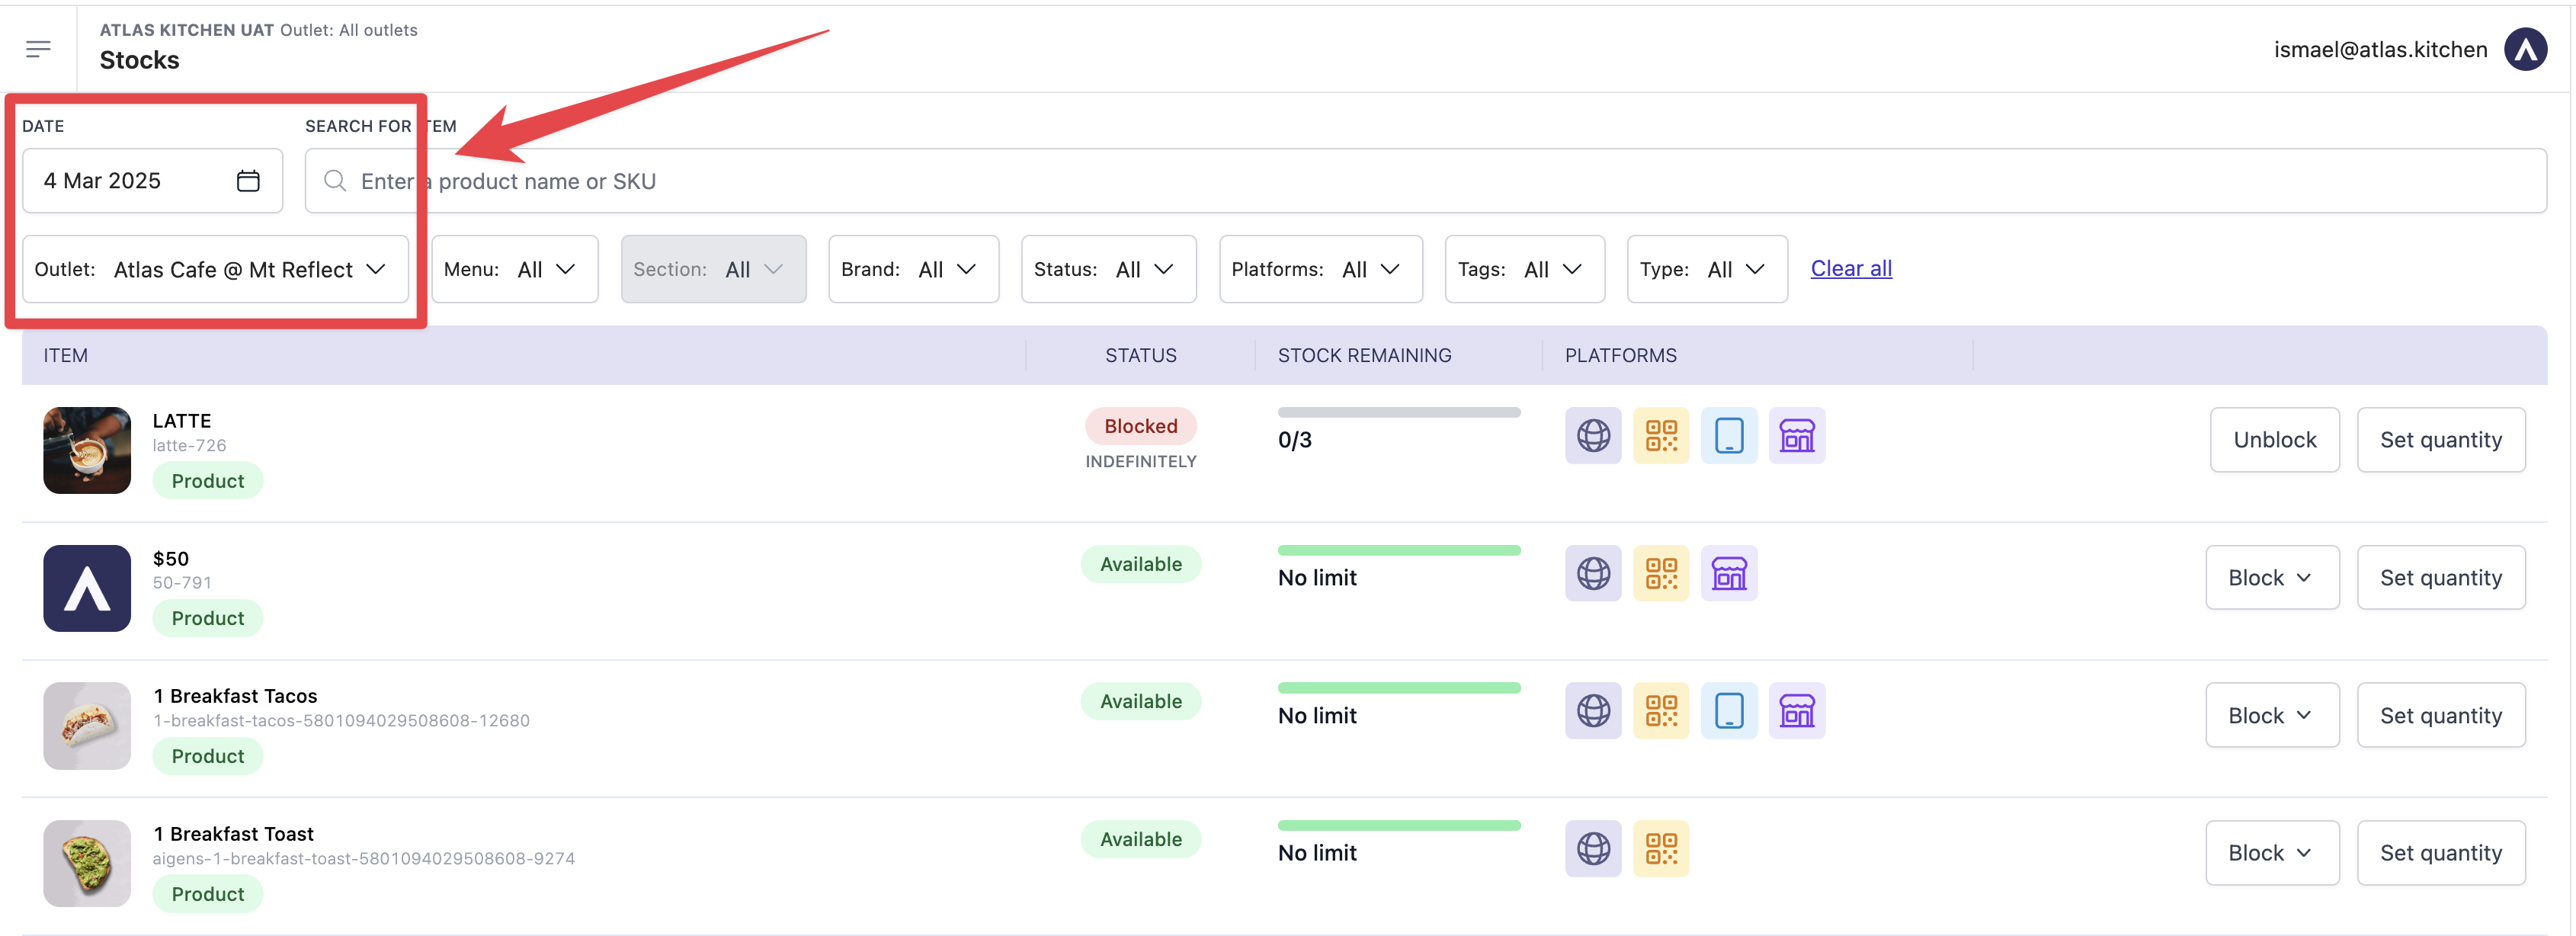 ATLAS KITCHEN UAT Outlet: All outlets
Stocks
ismael@atlas.kitchen
DATE
SEARCH FOR ITEM
4 Mar 2025
Enter a product name or SKU
Outlet: Atlas Cafe @ Mt Reflect
Menu: All
Section: All
Brand: All
Status: All
Platforms: All
Tags: All
Type: All
Clear all
ITEM
STATUS
STOCK REMAINING
PLATFORMS
LATTE
latte-726
Product
Blocked
INDEFINITELY
0/3
Unblock
Set quantity
$50
50-791
Product
Available
No limit
Block
Set quantity
1 Breakfast Tacos
1-breakfast-tacos-5801094029508608-12680
Product
Available
No limit
Block
Set quantity
1 Breakfast Toast
aigens-1-breakfast-toast-5801094029508608-9274
Product
Available
No limit
Block
Set quantity